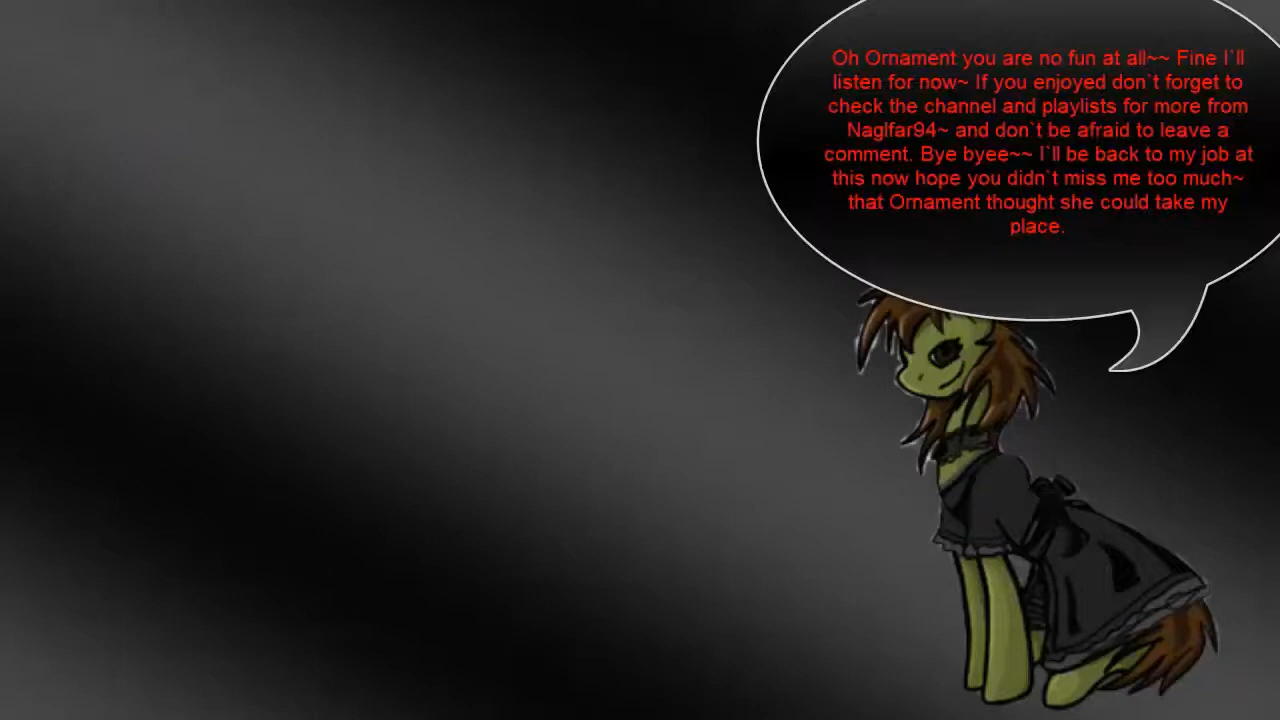 Oh Ornament you are no fun at all~~ Fine I`ll
listen for now~ If you enjoyed don`t forget to
check the channel and playlists for more from
Naglfar94~ and don`t be afraid to leave a
comment. Bye byee~~ I`ll be back to my job at
this now hope you didn`t miss me too much~
that Ornament thought she could take my
place.